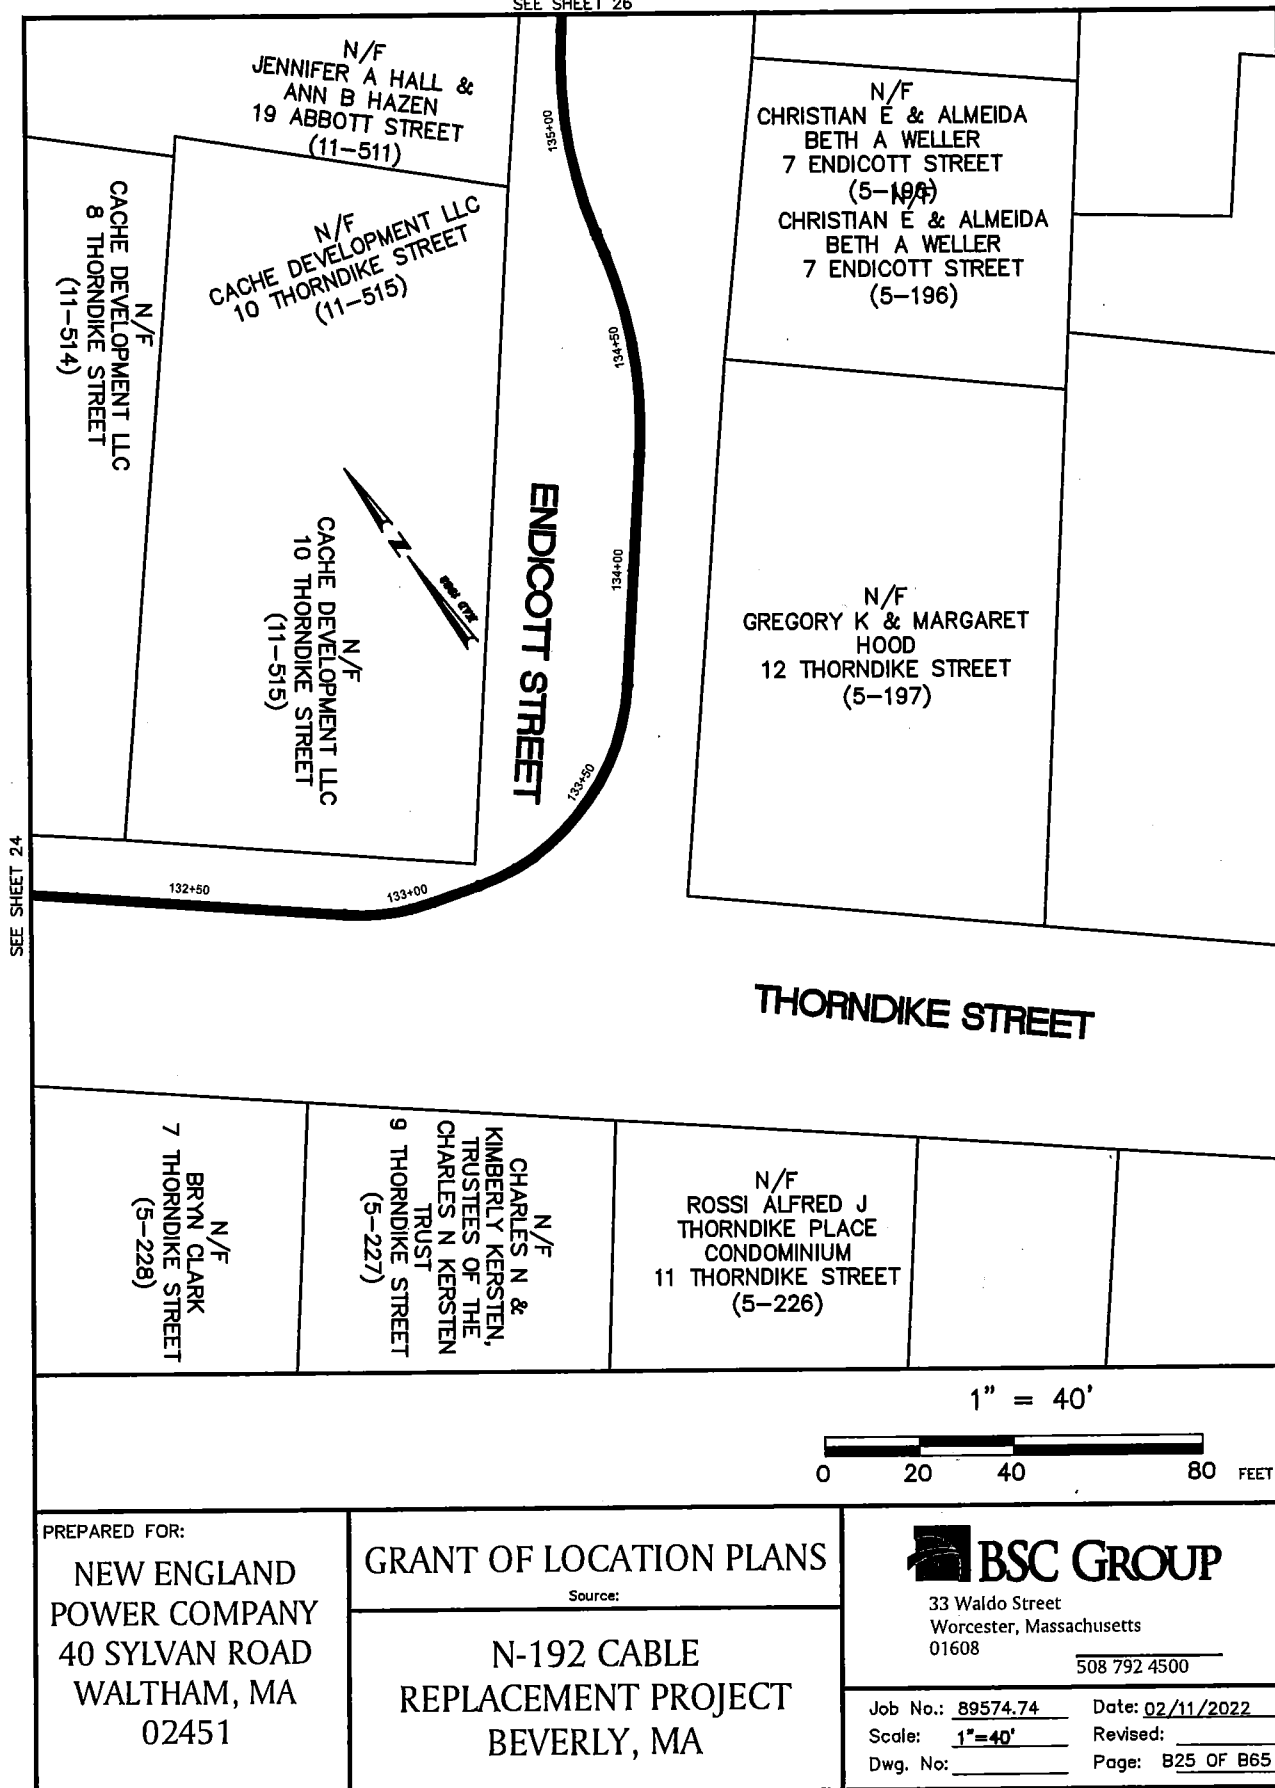 SEE SHEET 26
N/F
JENNIFER A HALL &
ANN B HAZEN
19 ABBOTT STREET
(11-511)
135+00
N/F
CHRISTIAN E & ALMEIDA
BETH A WELLER
7 ENDICOTT STREET
N/F
CHRISTIAN E & ALMEIDA
BETH A WELLER
7 ENDICOTT STREET
(5-196)
N/F
CACHE DEVELOPMENT LLC
8 THORNDIKE STREET
(11-514)
N/F
CACHE DEVELOPMENT LLC
10 THORNDIKE STREET
(11-515)
134+50
N/F
CACHE DEVELOPMENT LLC
10 THORNDIKE STREET
(11-515)
N
ENDICOTT STREET
134+00
N/F
GREGORY K & MARGARET
HOOD
12 THORNDIKE STREET
(5-197)
133+50
SEE SHEET 24
132+50
133+00
THORNDIKE STREET
N/F
BRYN CLARK
7 THORNDIKE STREET
(5-228)
N/F
CHARLES N &
KIMBERLY KERSTEN,
TRUSTEES OF THE
CHARLES N KERSTEN
TRUST
9 THORNDIKE STREET
(5-227)
N/F
ROSSI ALFRED J
THORNDIKE PLACE
CONDOMINIUM
11 THORNDIKE STREET
(5-226)
1" = 40'
0 20 40 80 FEET
PREPARED FOR:
NEW ENGLAND
POWER COMPANY
40 SYLVAN ROAD
WALTHAM, MA
02451
GRANT OF LOCATION PLANS
Source:
N-192 CABLE
REPLACEMENT PROJECT
BEVERLY, MA
BSC GROUP
33 Waldo Street
Worcester, Massachusetts
01608
508 792 4500
Job No.: 89574.74 Date: 02/11/2022
Scale: 1"=40' Revised:
Dwg. No: Page: B25 OF B65